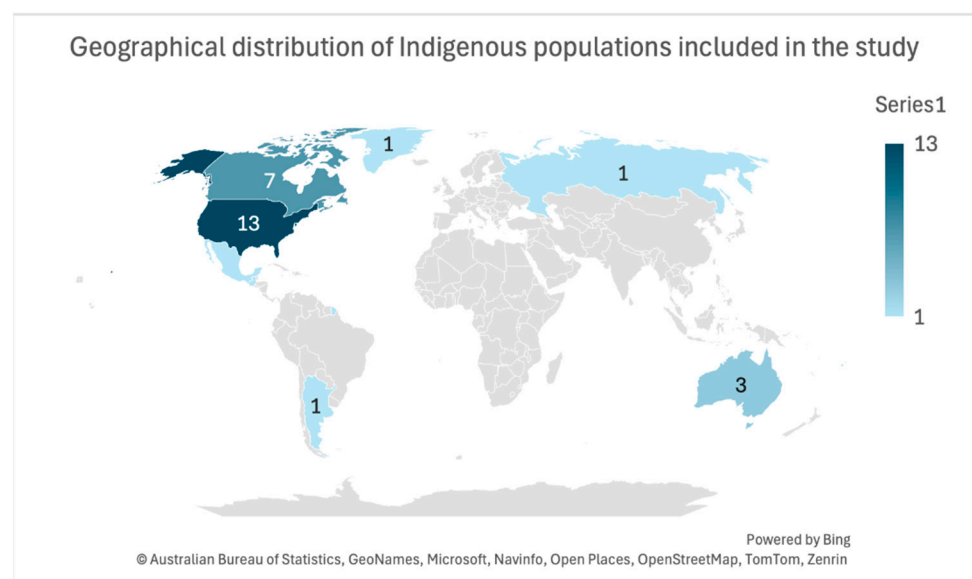 Geographical distribution of Indigenous populations included in the study
Series1
13
1
1
1
7
13
1
3
Powered by Bing
© Australian Bureau of Statistics, GeoNames, Microsoft, Navinfo, Open Places, OpenStreetMap, TomTom, Zenrin